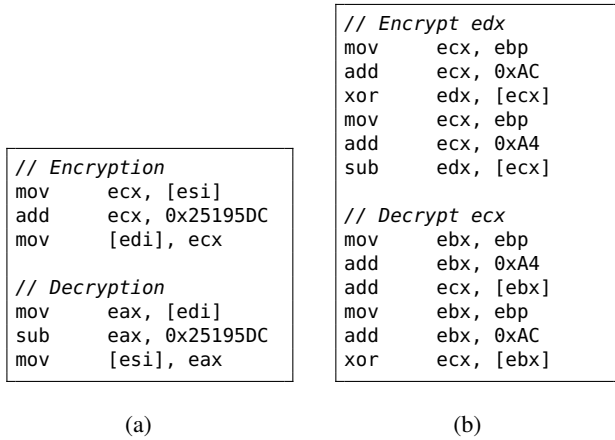 // Encryption
mov ecx, [esi]
add ecx, 0x25195DC
mov [edi], ecx
// Decryption
mov eax, [edi]
sub eax, 0x25195DC
mov [esi], eax
(a)
// Encrypt edx
mov ecx, ebp
add ecx, 0xAC
xor edx, [ecx]
mov ecx, ebp
add ecx, 0xA4
sub edx, [ecx]
// Decrypt ecx
mov ebx, ebp
add ebx, 0xA4
add ecx, [ebx]
mov ebx, ebp
add ebx, 0xAC
xor ecx, [ebx]
(b)